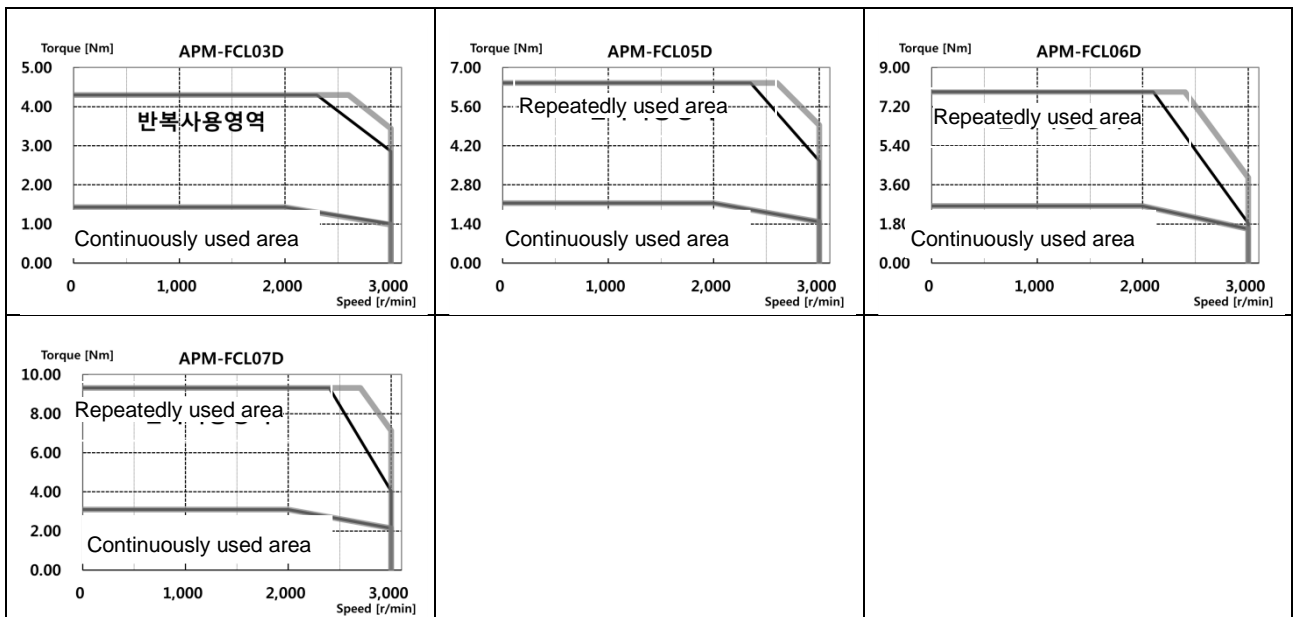 Torque [Nm] APM-FCL03D
5.00
4.00
반복사용영역
3.00
2.00
1.00
Continuously used area
0.00
0 1,000 2,000 3,000
Speed [r/min]
Torque [Nm] APM-FCL05D
7.00
5.60
Repeatedly used area
4.20
2.80
1.40
Continuously used area
0.00
0 1,000 2,000 3,000
Speed [r/min]
Torque [Nm] APM-FCL06D
9.00
7.20
Repeatedly used area
5.40
3.60
1.80
Continuously used area
0.00
0 1,000 2,000 3,000
Speed [r/min]
Torque [Nm] APM-FCL07D
10.00
Repeatedly used area
8.00
6.00
4.00
2.00
Continuously used area
0.00
0 1,000 2,000 3,000
Speed [r/min]